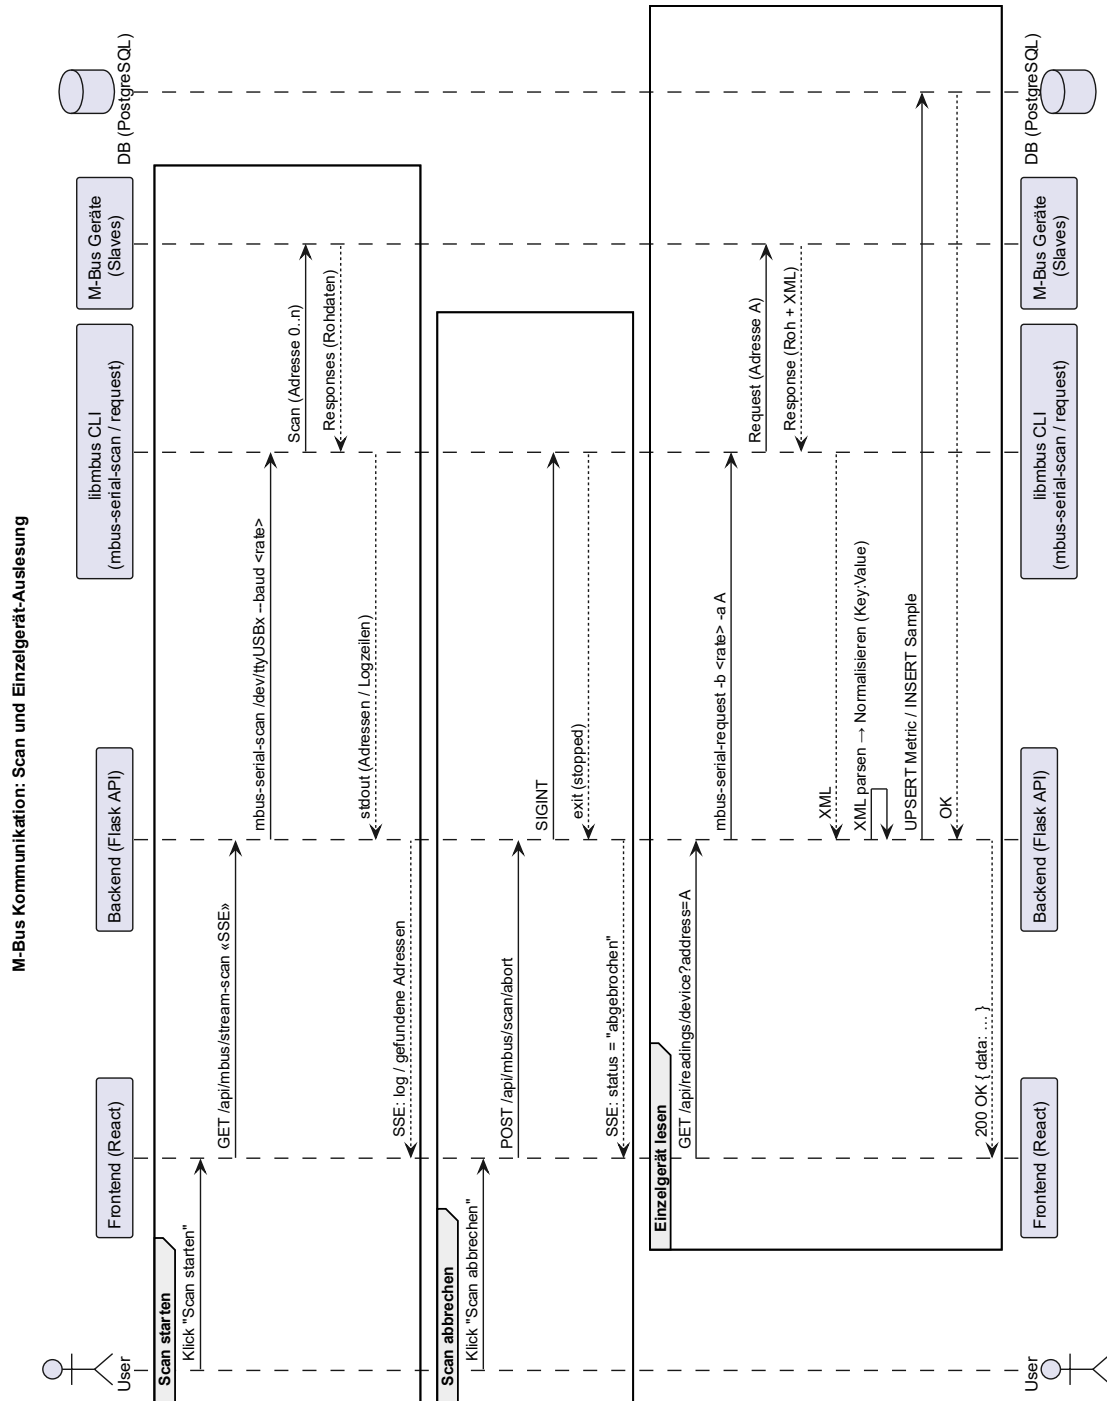 M-Bus Kommunikation: Scan und Einzelgerät-Auslesung
User
Frontend (React)
Backend (Flask API)
libmbus CLI
(mbus-serial-scan / request)
M-Bus Geräte
(Slaves)
DB (PostgreSQL)
Scan starten
Klick "Scan starten"
GET /api/mbus/stream-scan «SSE»
mbus-serial-scan /dev/ttyUSBx --baud <rate>
Scan (Adresse 0..n)
Responses (Rohdaten)
stdout (Adressen / Logzeilen)
SSE: log / gefundene Adressen
Scan abbrechen
Klick "Scan abbrechen"
POST /api/mbus/scan/abort
SIGINT
exit (stopped)
SSE: status = "abgebrochen"
Einzelgerät lesen
GET /api/readings/device?address=A
mbus-serial-request -b <rate> -a A
Request (Adresse A)
Response (Roh + XML)
XML
XML parsen → Normalisieren (Key:Value)
UPSERT Metric / INSERT Sample
OK
200 OK { data: ... }
User
Frontend (React)
Backend (Flask API)
libmbus CLI
(mbus-serial-scan / request)
M-Bus Geräte
(Slaves)
DB (PostgreSQL)